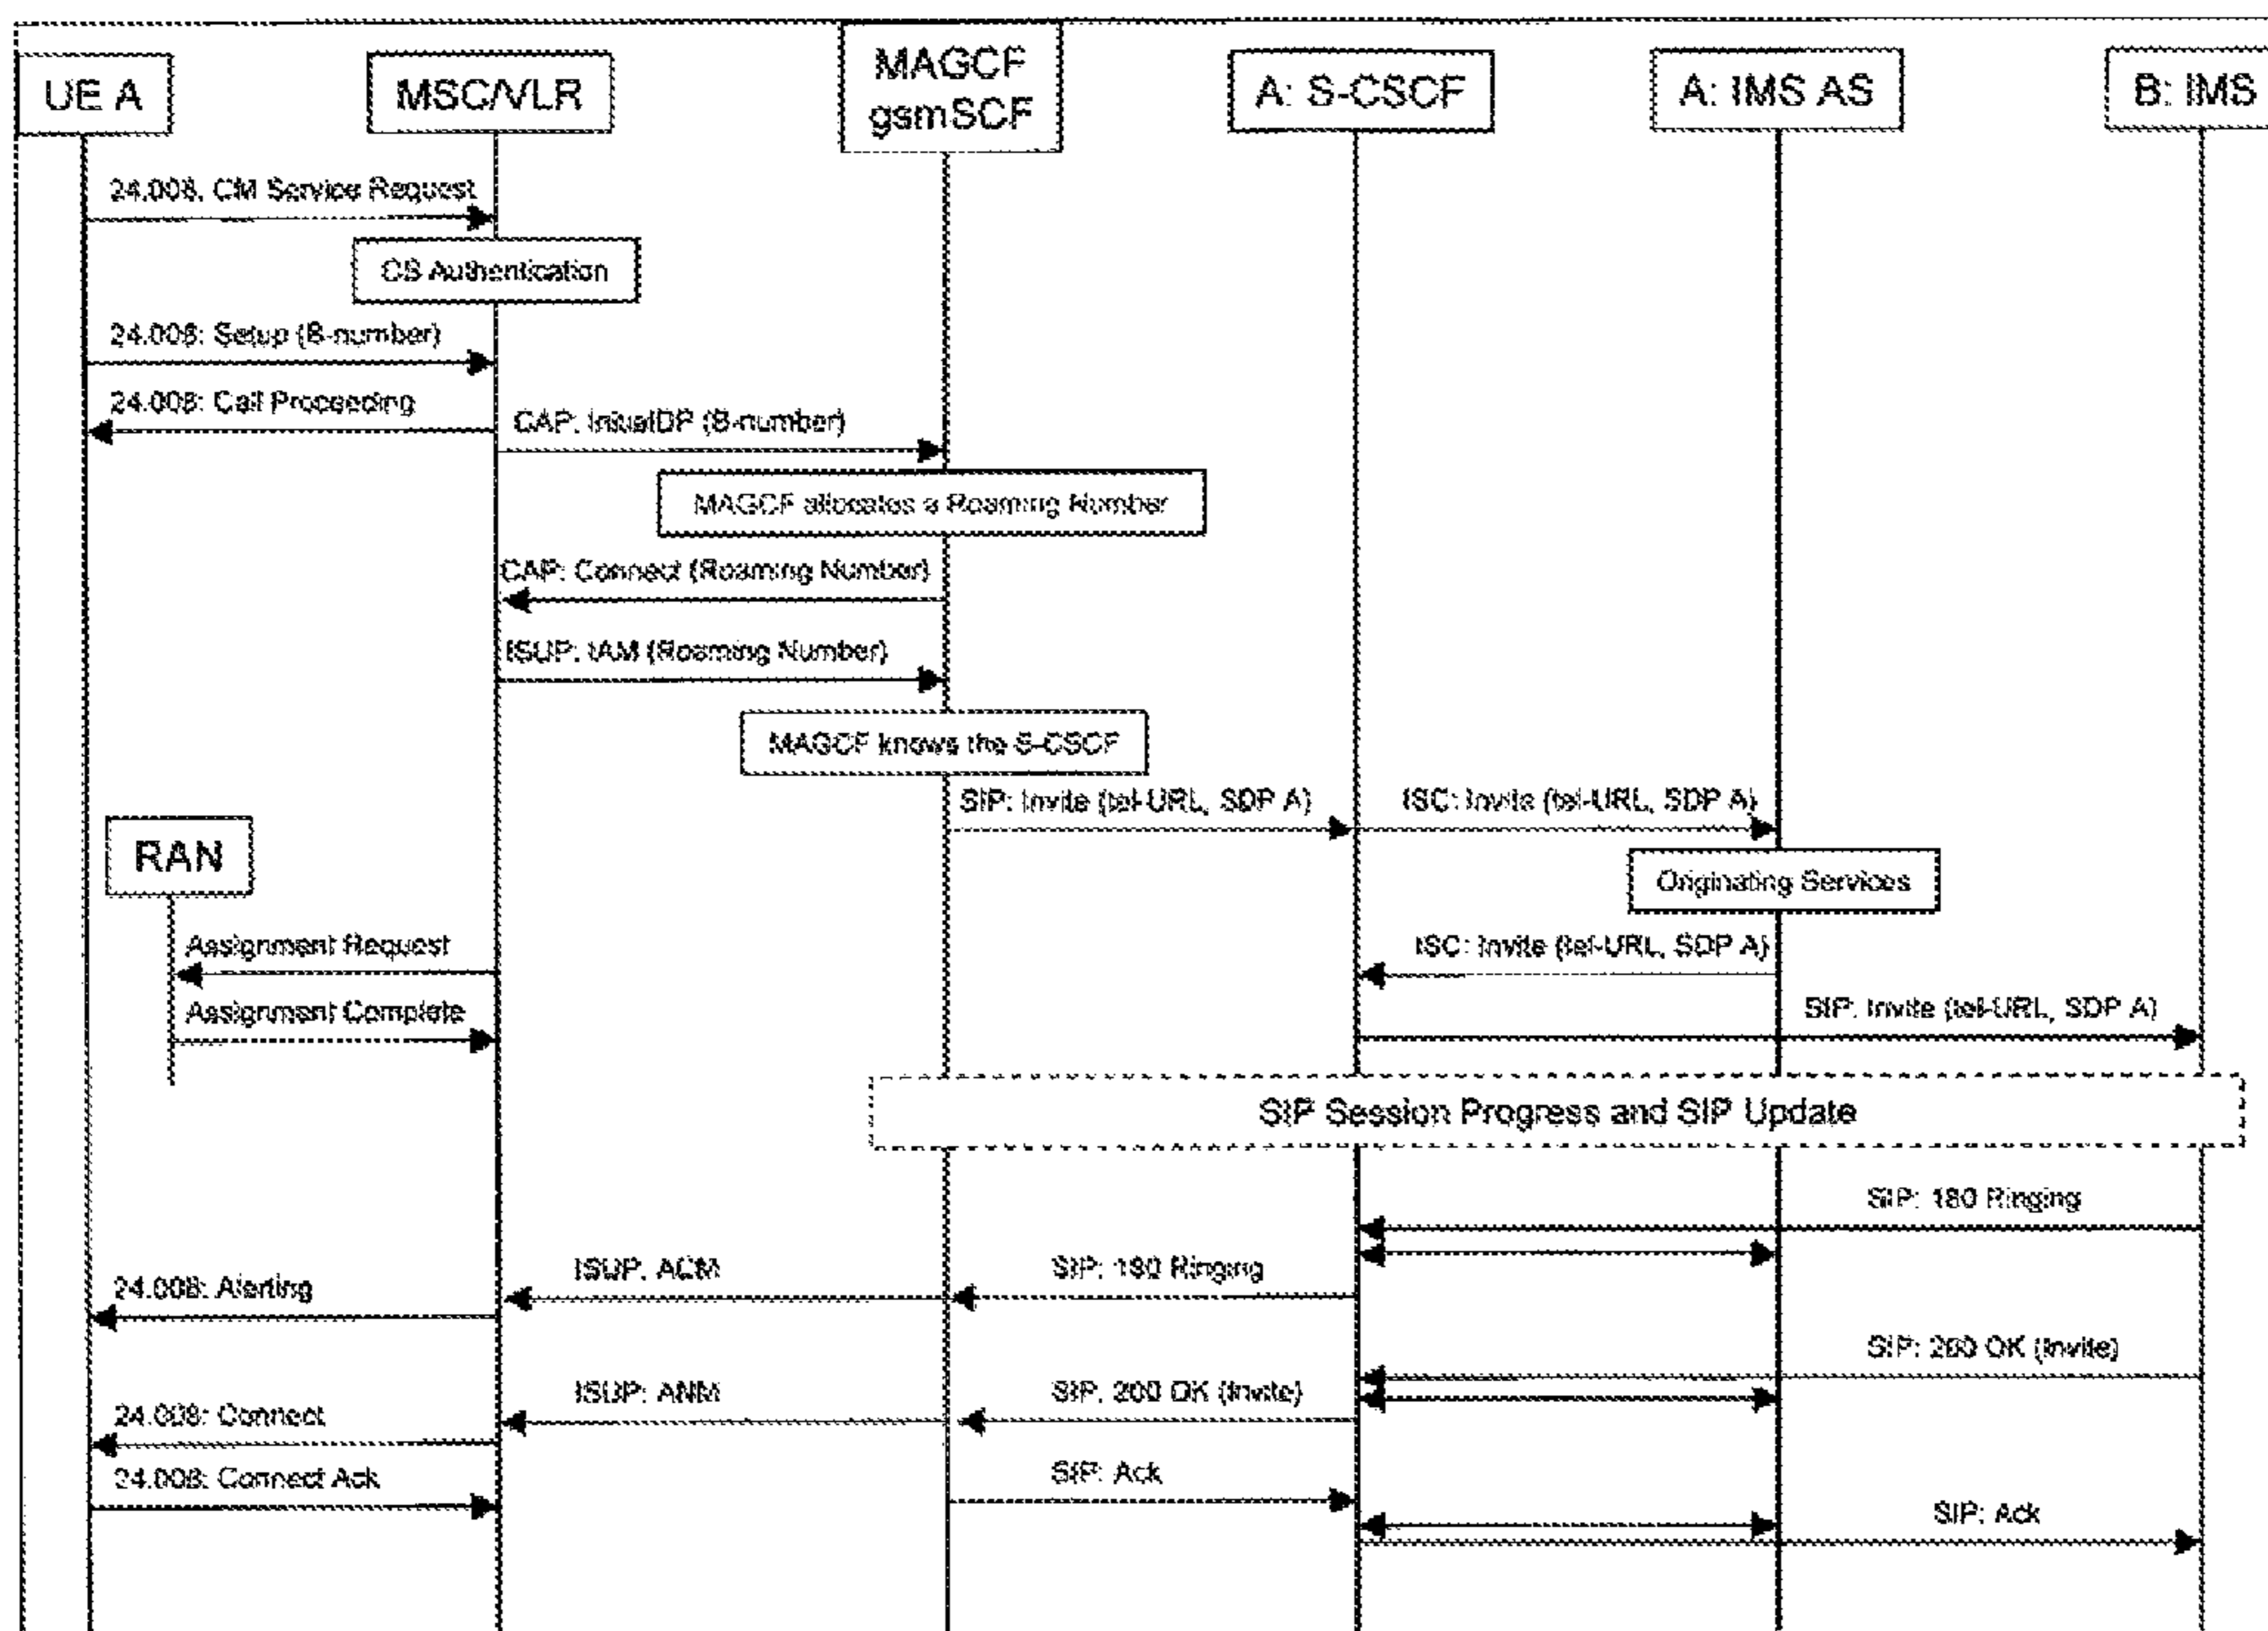 UE A
MSC/VLR
MAGCF
gsmSCF
A: S-CSCF
A: IMS AS
B: IMS
24.008. CM Service Request
CS Authentication
24.008: Setup (B-number)
24.008: Call Proceeding
CAP: InitialDP (B-number)
MAGCF allocates a Roaming Number
CAP: Connect (Roaming Number)
ISUP: IAM (Roaming Number)
MAGCF knows the S-CSCF
SIP: Invite (tel-URL, SDP A)
ISC: Invite (tel-URL, SDP A)
RAN
Originating Services
Assignment Request
ISC: Invite (tel-URL, SDP A)
Assignment Complete
SIP: Invite (tel-URL, SDP A)
SIP Session Progress and SIP Update
SIP: 180 Ringing
ISUP: ACM
SIP: 180 Ringing
24.008: Alerting
SIP: 200 OK (Invite)
ISUP: ANM
SIP: 200 OK (Invite)
24.008: Connect
24.008: Connect Ack
SIP: Ack
SIP: Ack